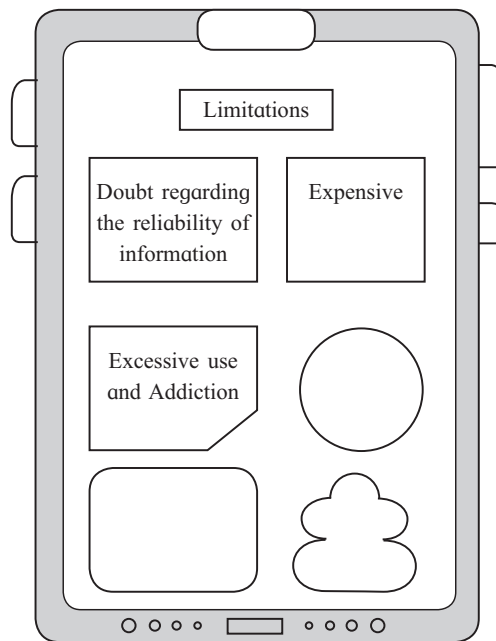 Limitations
Doubt regarding
the reliability of
information
Expensive
Excessive use
and Addiction